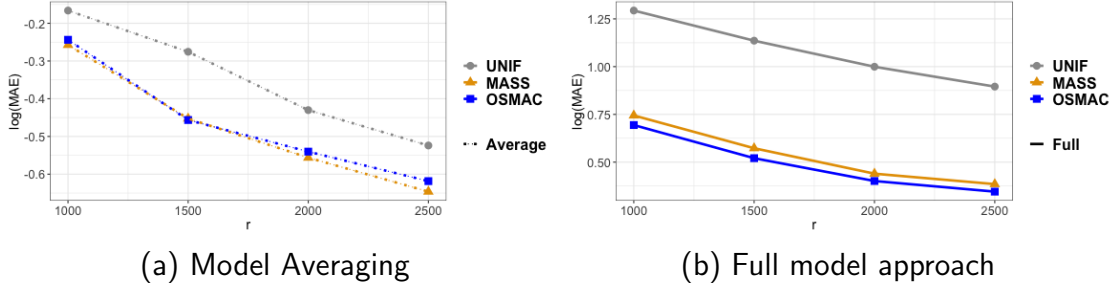 log(MAE)
-0.2
-0.3
-0.4
-0.5
-0.6
1000
1500
2000
2500
r
UNIF
MASS
OSMAC
Average
(a) Model Averaging
log(MAE)
1.25
1.00
0.75
0.50
1000
1500
2000
2500
r
UNIF
MASS
OSMAC
Full
(b) Full model approach